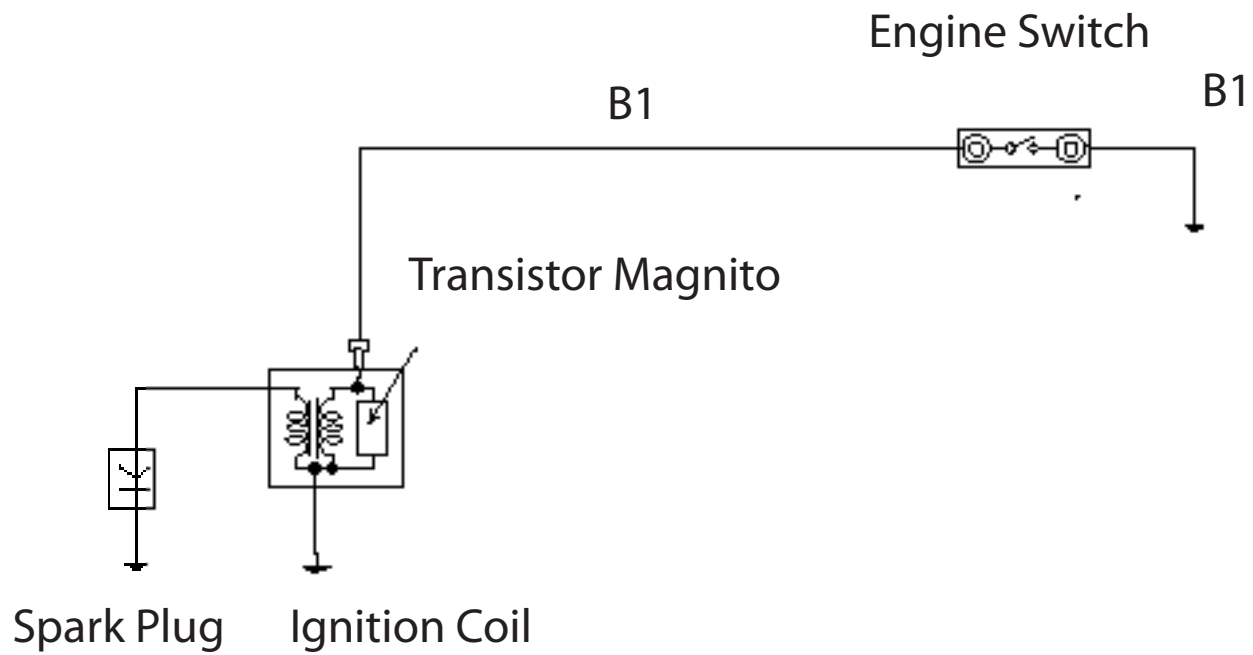 Engine Switch
B1
B1
Transistor Magnito
Spark Plug
Ignition Coil